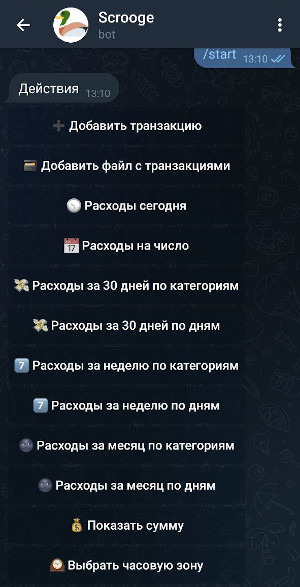 Scrooge
bot
/start 13:10
Действия 13:10
Добавить транзакцию
Добавить файл с транзакциями
Расходы сегодня
17 Расходы на число
Расходы за 30 дней по категориям
Расходы за 30 дней по дням
7 Расходы за неделю по категориям
7 Расходы за неделю по дням
Расходы за месяц по категориям
Расходы за месяц по дням
Показать сумму
Выбрать часовую зону